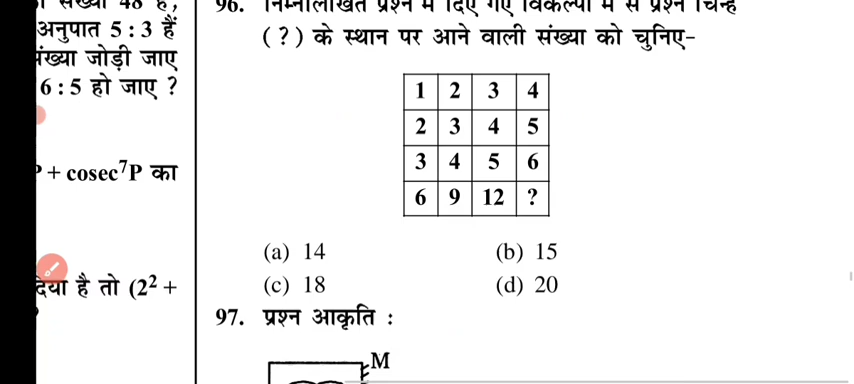 संख्या 48 है,
अनुपात 5 : 3 हैं
संख्या जोड़ी जाए
6 : 5 हो जाए ?
P + cosec⁷P का
दिया है तो (2² +
96. निम्नलिखित प्रश्न में दिए गए विकल्पों में से प्रश्न चिन्ह
( ? ) के स्थान पर आने वाली संख्या को चुनिए-
1 2 3 4
2 3 4 5
3 4 5 6
6 9 12 ?
(a) 14 (b) 15
(c) 18 (d) 20
97. प्रश्न आकृति :
M